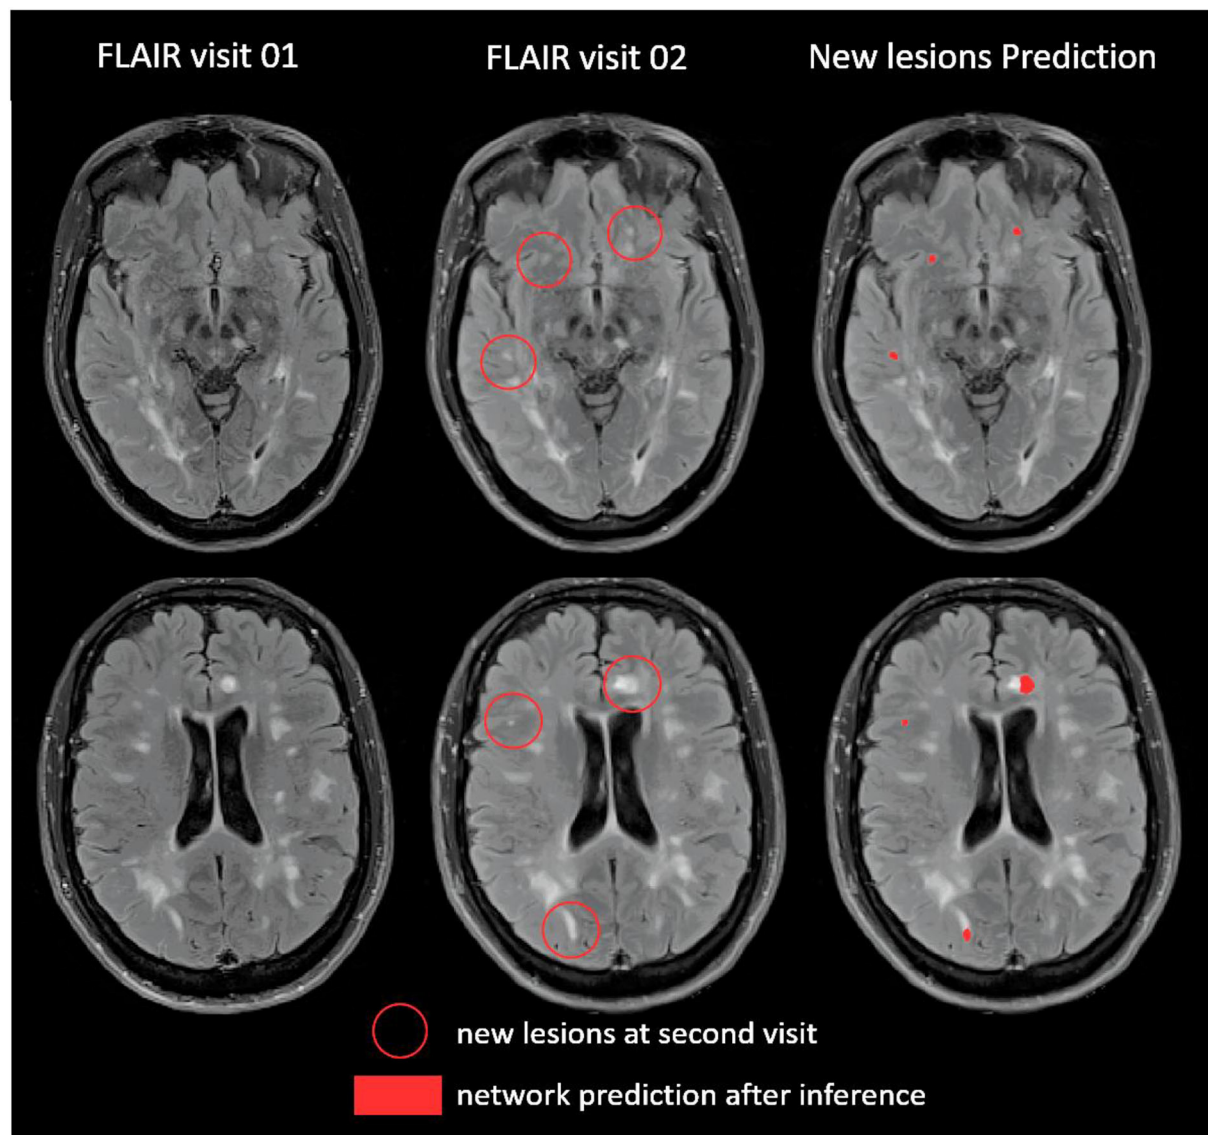 FLAIR visit 01
FLAIR visit 02
New lesions Prediction
new lesions at second visit
network prediction after inference